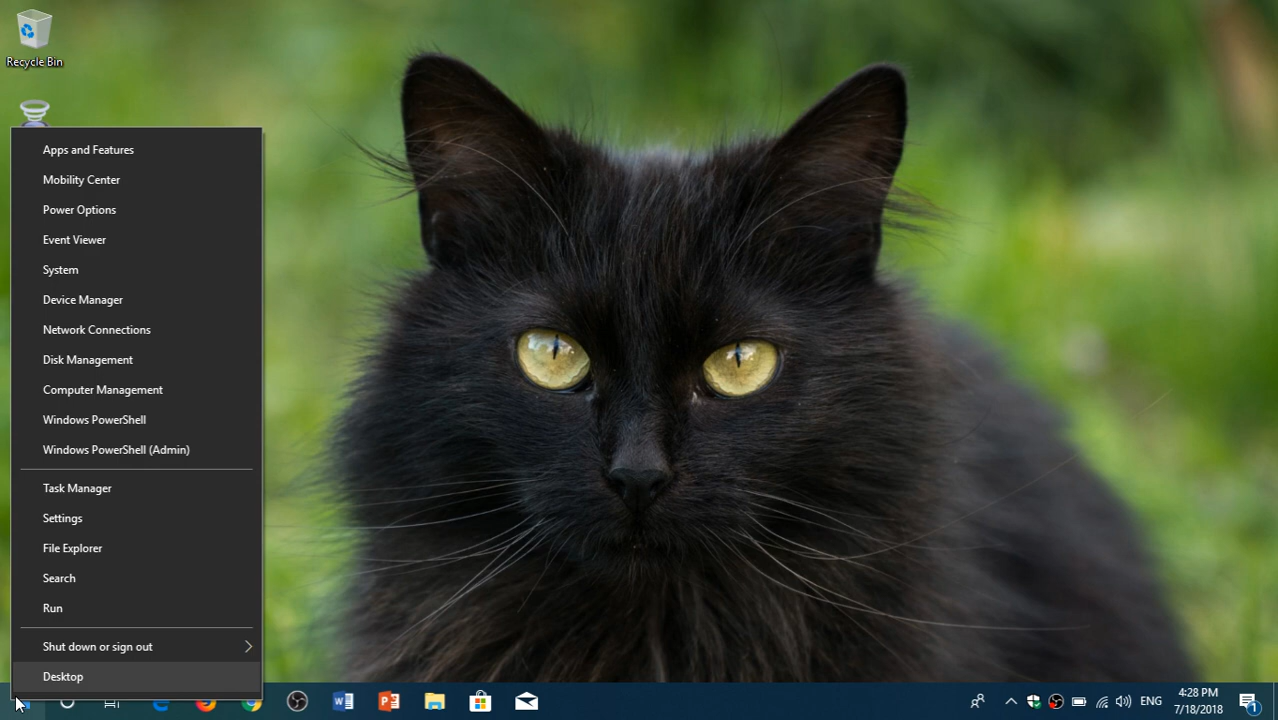 Recycle Bin
Apps and Features
Mobility Center
Power Options
Event Viewer
System
Device Manager
Network Connections
Disk Management
Computer Management
Windows PowerShell
Windows PowerShell (Admin)
Task Manager
Settings
File Explorer
Search
Run
Shut down or sign out
Desktop
ENG
4:28 PM
7/18/2018
1